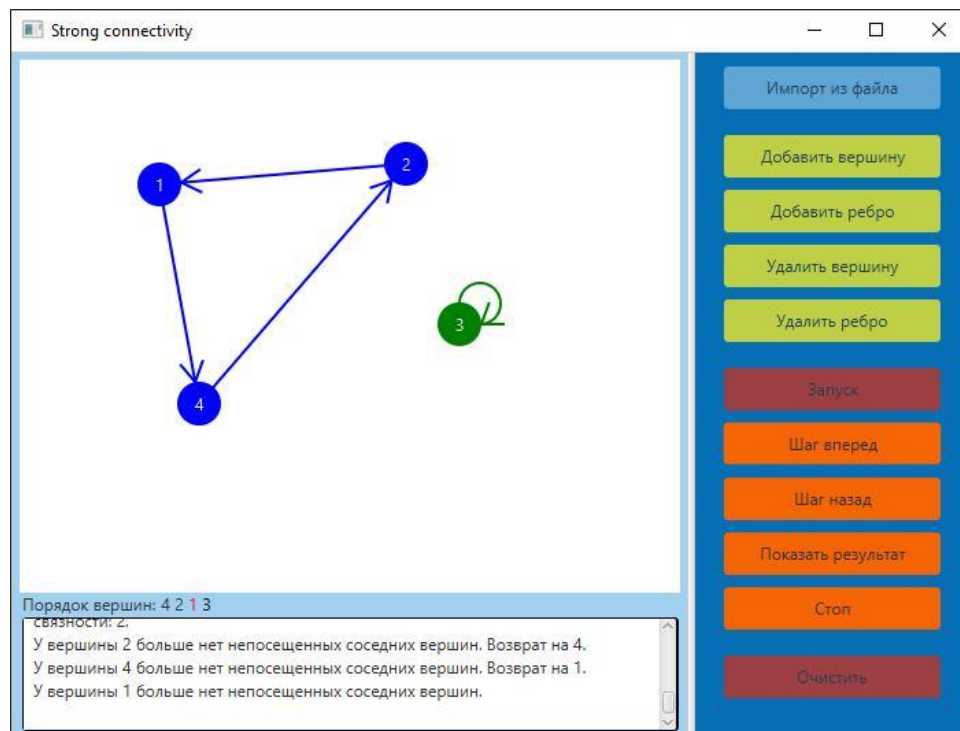 Strong connectivity
Импорт из файла
Добавить вершину
Добавить ребро
Удалить вершину
Удалить ребро
Запуск
Шаг вперед
Шаг назад
Показать результат
Стоп
Очистить
1
2
3
4
Порядок вершин: 4 2 1 3
связности: 2.
У вершины 2 больше нет непосещенных соседних вершин. Возврат на 4.
У вершины 4 больше нет непосещенных соседних вершин. Возврат на 1.
У вершины 1 больше нет непосещенных соседних вершин.